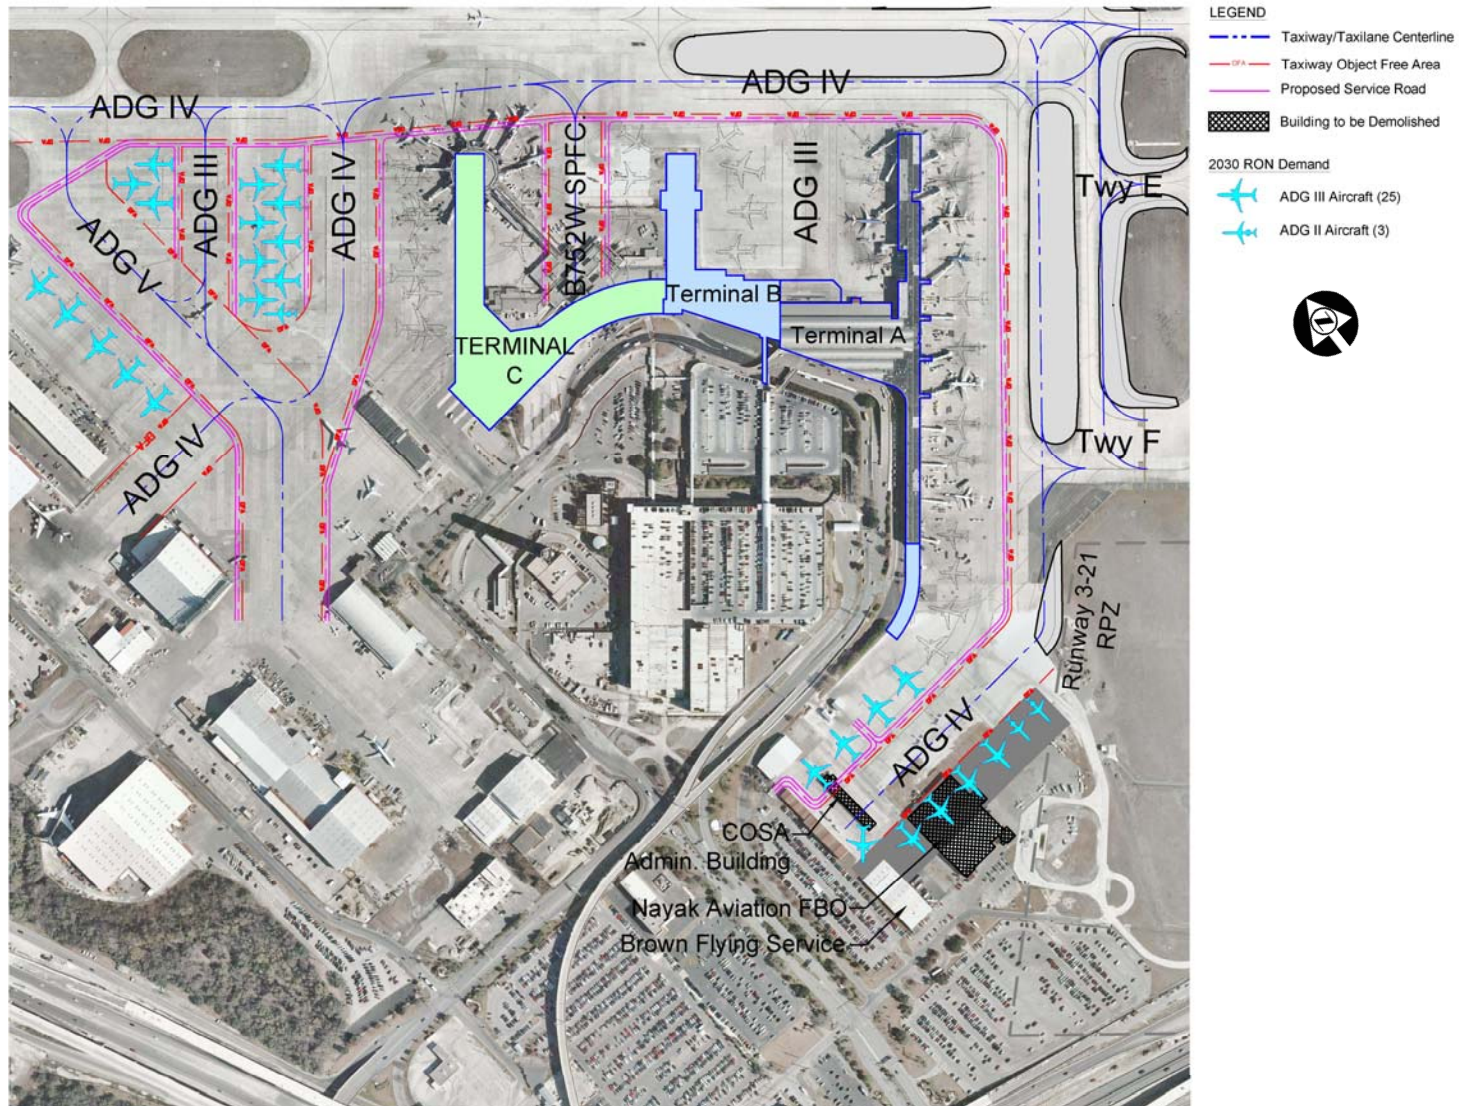 LEGEND
Taxiway/Taxilane Centerline
OFA
Taxiway Object Free Area
Proposed Service Road
Building to be Demolished
2030 RON Demand
ADG III Aircraft (25)
ADG II Aircraft (3)
ADG IV
ADG IV
ADG III
ADG IV
B752W SPFC.
ADG III
Twy E
ADG V
Terminal B
Terminal A
TERMINAL
C
Twy F
OFA
ADG IV
Runway 3-21
RPZ
ADG IV
COSA
Admin. Building
Nayak Aviation FBO
Brown Flying Service